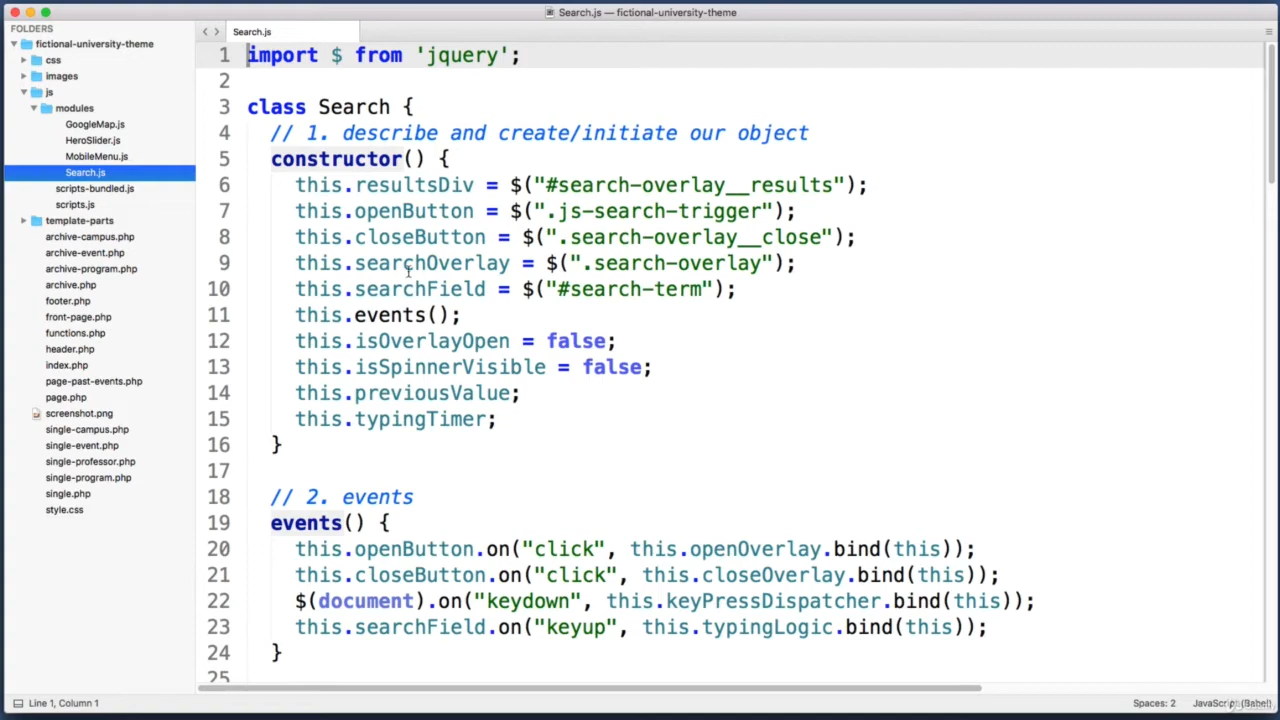 Search.js — fictional-university-theme
FOLDERS
fictional-university-theme
css
images
js
modules
GoogleMap.js
HeroSlider.js
MobileMenu.js
Search.js
scripts-bundled.js
scripts.js
template-parts
archive-campus.php
archive-event.php
archive-program.php
archive.php
footer.php
front-page.php
functions.php
header.php
index.php
page-past-events.php
page.php
screenshot.png
single-campus.php
single-event.php
single-professor.php
single-program.php
single.php
style.css
Search.js
1 import $ from 'jquery';
2
3 class Search {
4 // 1. describe and create/initiate our object
5 constructor() {
6 this.resultsDiv = $("#search-overlay__results");
7 this.openButton = $(".js-search-trigger");
8 this.closeButton = $(".search-overlay__close");
9 this.searchOverlay = $(".search-overlay");
10 this.searchField = $("#search-term");
11 this.events();
12 this.isOverlayOpen = false;
13 this.isSpinnerVisible = false;
14 this.previousValue;
15 this.typingTimer;
16 }
17
18 // 2. events
19 events() {
20 this.openButton.on("click", this.openOverlay.bind(this));
21 this.closeButton.on("click", this.closeOverlay.bind(this));
22 $(document).on("keydown", this.keyPressDispatcher.bind(this));
23 this.searchField.on("keyup", this.typingLogic.bind(this));
24 }
25
Line 1, Column 1
Spaces: 2
JavaScript (Babel)